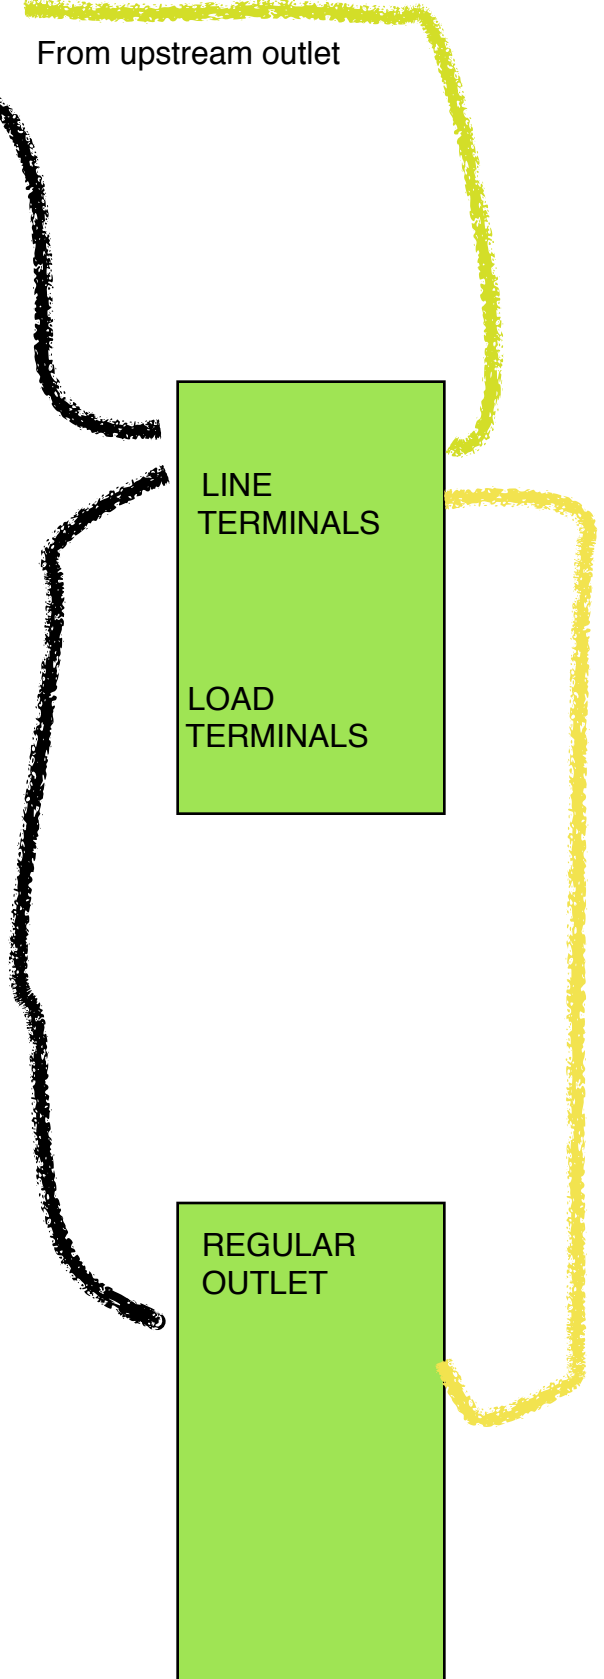 From upstream outlet
LINE
TERMINALS
LOAD
TERMINALS
REGULAR
OUTLET